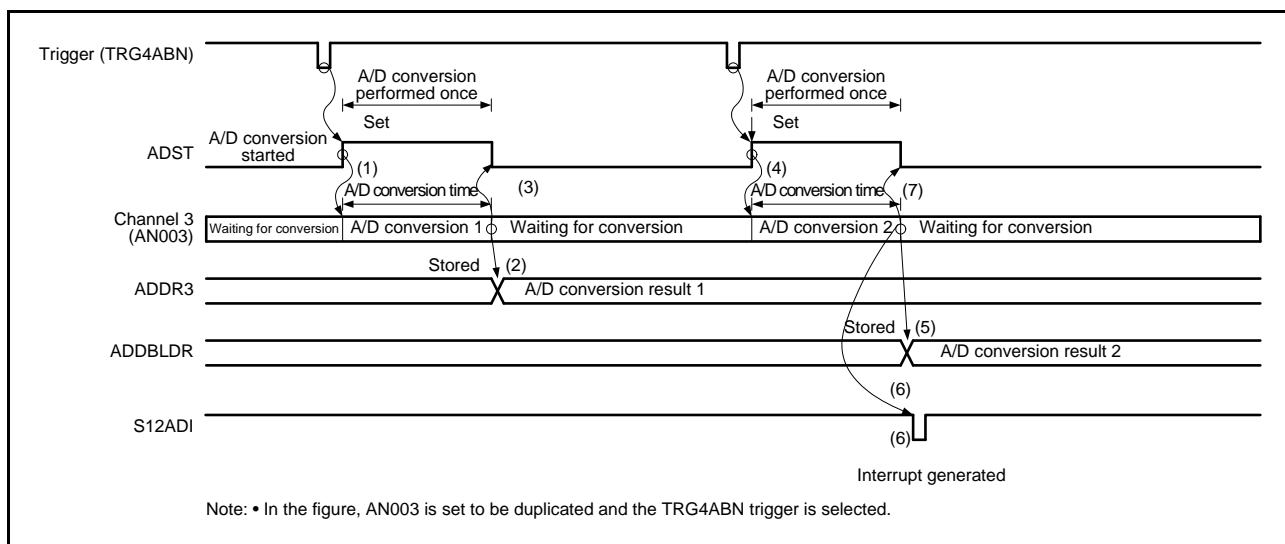 Trigger (TRG4ABN)
A/D conversion
performed once
A/D conversion
performed once
Set
Set
A/D conversion
started
ADST
(1)
(3)
(4)
(7)
A/D conversion time
A/D conversion time
Channel 3
(AN003)
Waiting for conversion
A/D conversion 1
Waiting for conversion
A/D conversion 2
Waiting for conversion
Stored
(2)
ADDR3
A/D conversion result 1
Stored
(5)
ADDBLDR
A/D conversion result 2
(6)
S12ADI
(6)
Interrupt generated
Note: • In the figure, AN003 is set to be duplicated and the TRG4ABN trigger is selected.